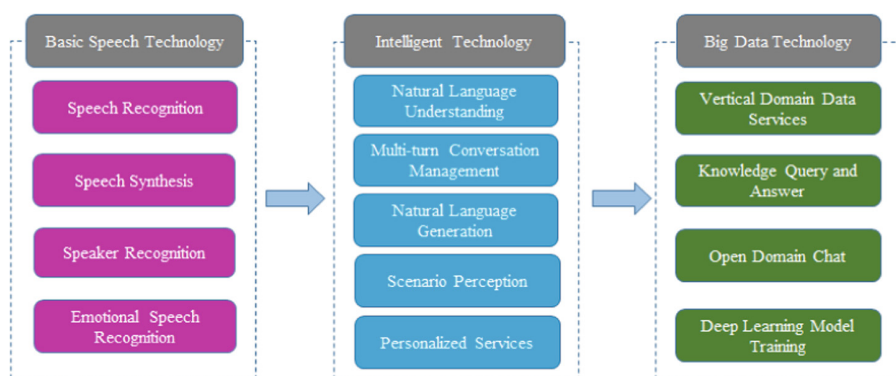 Basic Speech Technology
Speech Recognition
Speech Synthesis
Speaker Recognition
Emotional Speech
Recognition
Intelligent Technology
Natural Language
Understanding
Multi-turn Conversation
Management
Natural Language
Generation
Scenario Perception
Personalized Services
Big Data Technology
Vertical Domain Data
Services
Knowledge Query and
Answer
Open Domain Chat
Deep Learning Model
Training